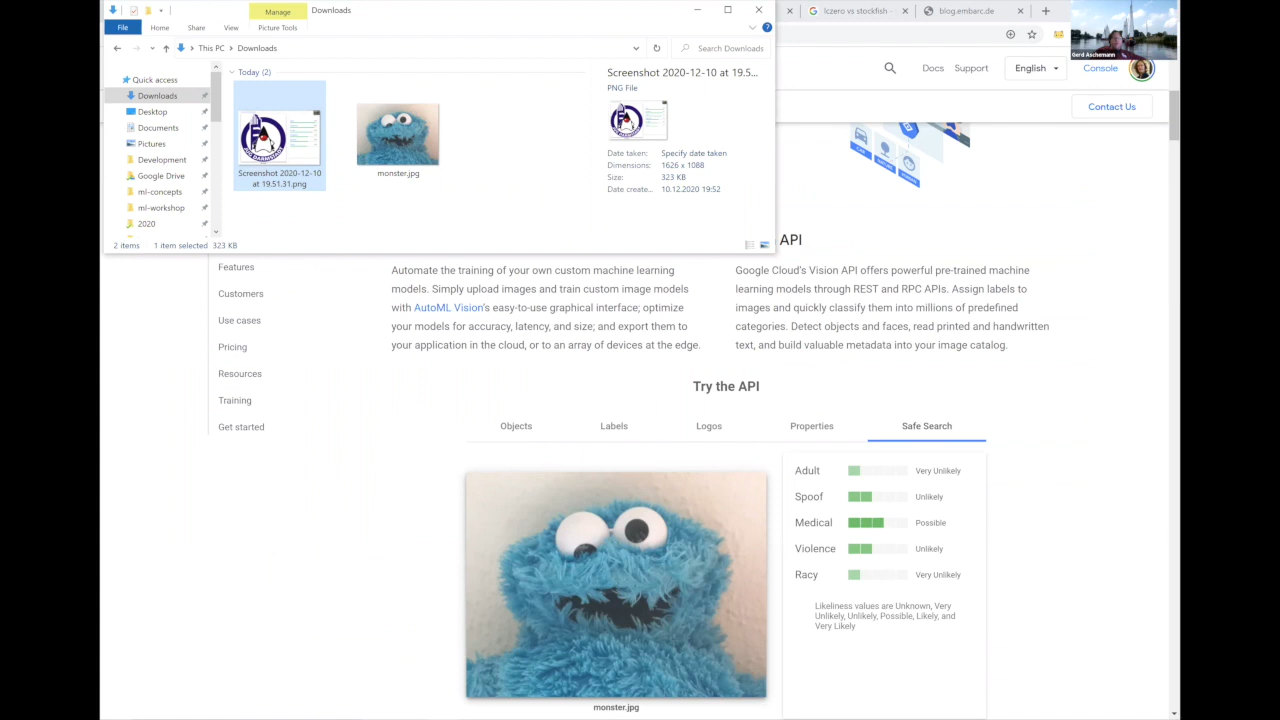 Manage
Downloads
lczero vs stockfish -
blog.embarc.de
File
Home
Share
View
Picture Tools
This PC
Downloads
Search Downloads
Gerd Aschemann
Docs
Support
English
Console
Contact Us
Quick access
Downloads
Desktop
Documents
Pictures
Development
Google Drive
ml-concepts
ml-workshop
2020
Today (2)
Screenshot 2020-12-10
at 19.51.31.png
monster.jpg
Screenshot 2020-12-10 at 19.5...
PNG File
Date taken: Specify date taken
Dimensions: 1626 x 1088
Size: 323 KB
Date create... 10.12.2020 19:52
2 items 1 item selected 323 KB
API
Features
Customers
Use cases
Pricing
Resources
Training
Get started
Automate the training of your own custom machine learning
models. Simply upload images and train custom image models
with AutoML Vision's easy-to-use graphical interface; optimize
your models for accuracy, latency, and size; and export them to
your application in the cloud, or to an array of devices at the edge.
Google Cloud's Vision API offers powerful pre-trained machine
learning models through REST and RPC APIs. Assign labels to
images and quickly classify them into millions of predefined
categories. Detect objects and faces, read printed and handwritten
text, and build valuable metadata into your image catalog.
Try the API
Objects
Labels
Logos
Properties
Safe Search
Adult Very Unlikely
Spoof Unlikely
Medical Possible
Violence Unlikely
Racy Very Unlikely
Likeliness values are Unknown, Very
Unlikely, Unlikely, Possible, Likely, and
Very Likely
monster.jpg